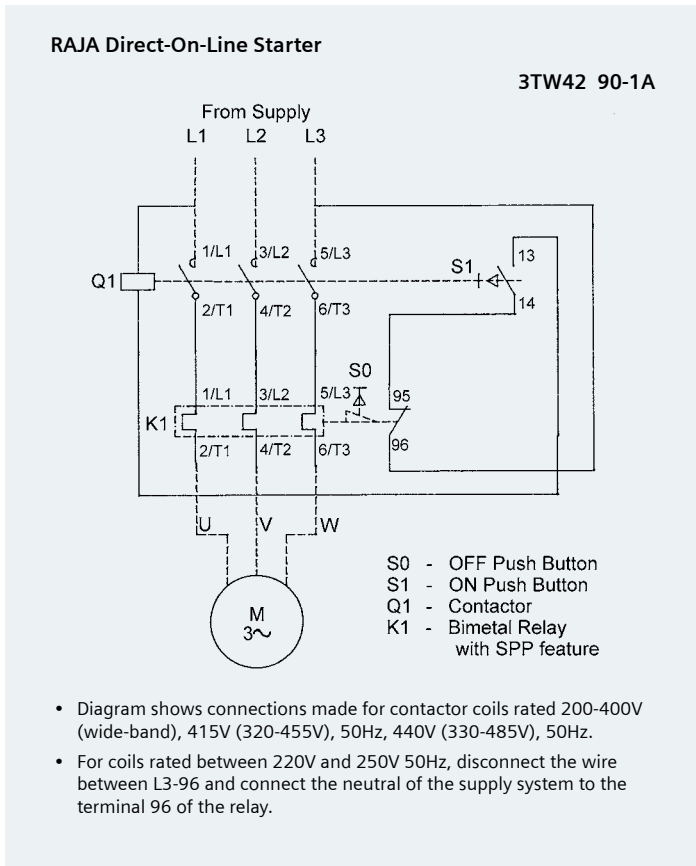 RAJA Direct-On-Line Starter
3TW42 90-1A
From Supply
L1 L2 L3
1/L1 3/L2 5/L3
S1
13
Q1
2/T1 4/T2 6/T3
14
S0
1/L1 3/L2 5/L3
95
K1
2/T1 4/T2 6/T3
96
U V W
M
3~
S0 - OFF Push Button
S1 - ON Push Button
Q1 - Contactor
K1 - Bimetal Relay
with SPP feature
• Diagram shows connections made for contactor coils rated 200-400V
(wide-band), 415V (320-455V), 50Hz, 440V (330-485V), 50Hz.
• For coils rated between 220V and 250V 50Hz, disconnect the wire
between L3-96 and connect the neutral of the supply system to the
terminal 96 of the relay.